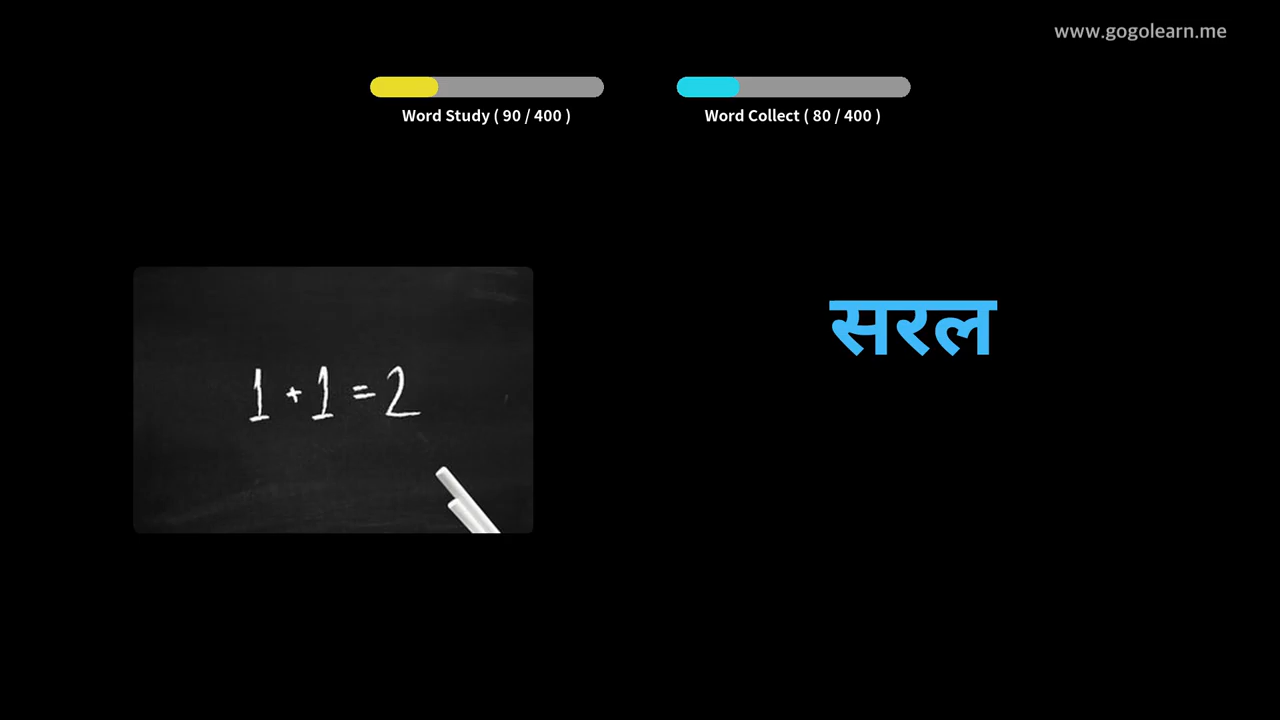 www.gogolearn.me
Word Study ( 90 / 400 )
Word Collect ( 80 / 400 )
सरल
1 + 1 = 2